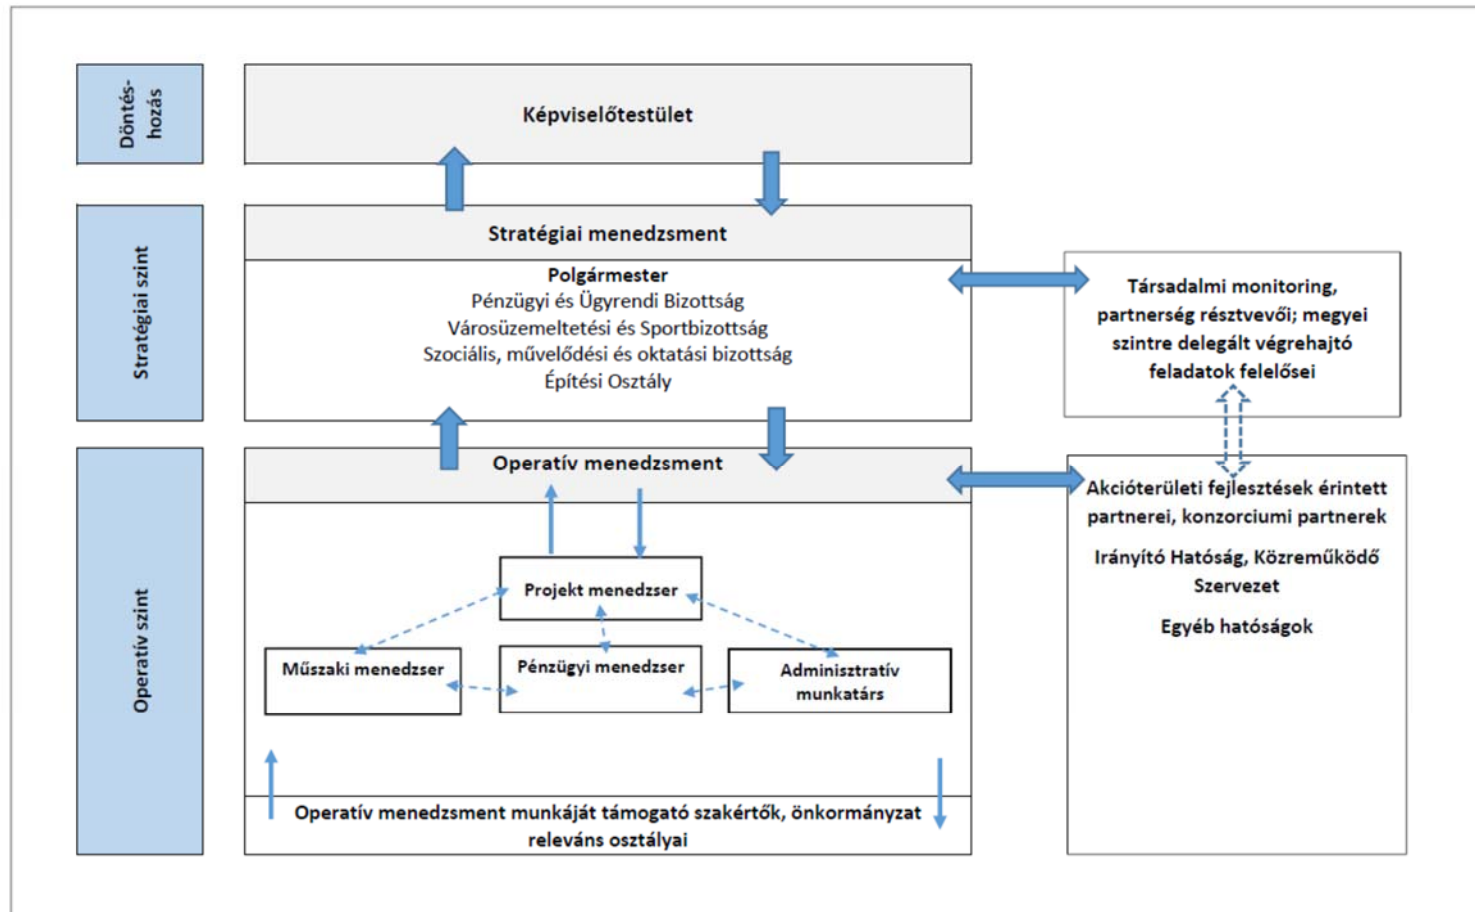 Döntés-
hozás
Képviselőtestület
Stratégiai szint
Stratégiai menedzsment
Polgármester
Pénzügyi és Ügyrendi Bizottság
Városüzemeltetési és Sportbizottság
Szociális, művelődési és oktatási bizottság
Építési Osztály
Társadalmi monitoring,
partnerség résztvevői; megyei
szintre delegált végrehajtó
feladatok felelősei
Operatív szint
Operatív menedzsment
Projekt menedzser
Műszaki menedzser
Pénzügyi menedzser
Adminisztratív
munkatárs
Operatív menedzsment munkáját támogató szakértők, önkormányzat
releváns osztályai
Akcióterületi fejlesztések érintett
partnerei, konzorciumi partnerek
Irányító Hatóság, Közreműködő
Szervezet
Egyéb hatóságok